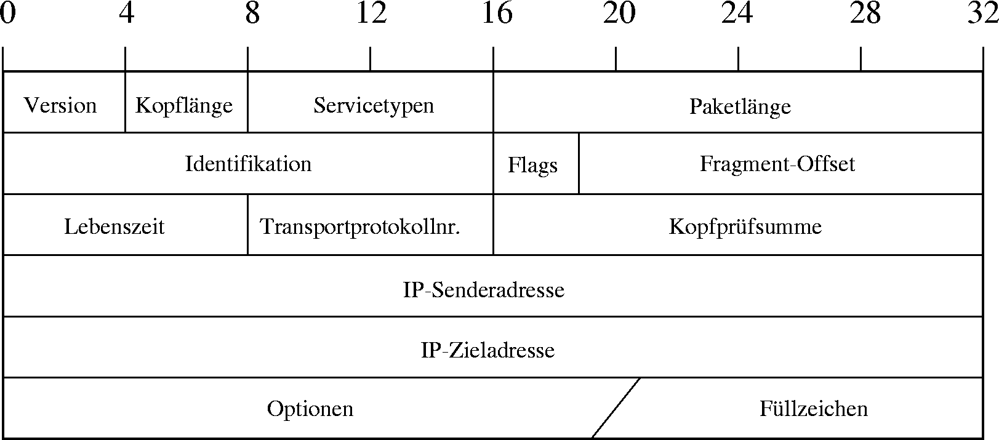 0 4 8 12 16 20 24 28 32
Version Kopflänge Servicetypen Paketlänge
Identifikation Flags Fragment-Offset
Lebenszeit Transportprotokollnr. Kopfprüfsumme
IP-Senderadresse
IP-Zieladresse
Optionen Füllzeichen